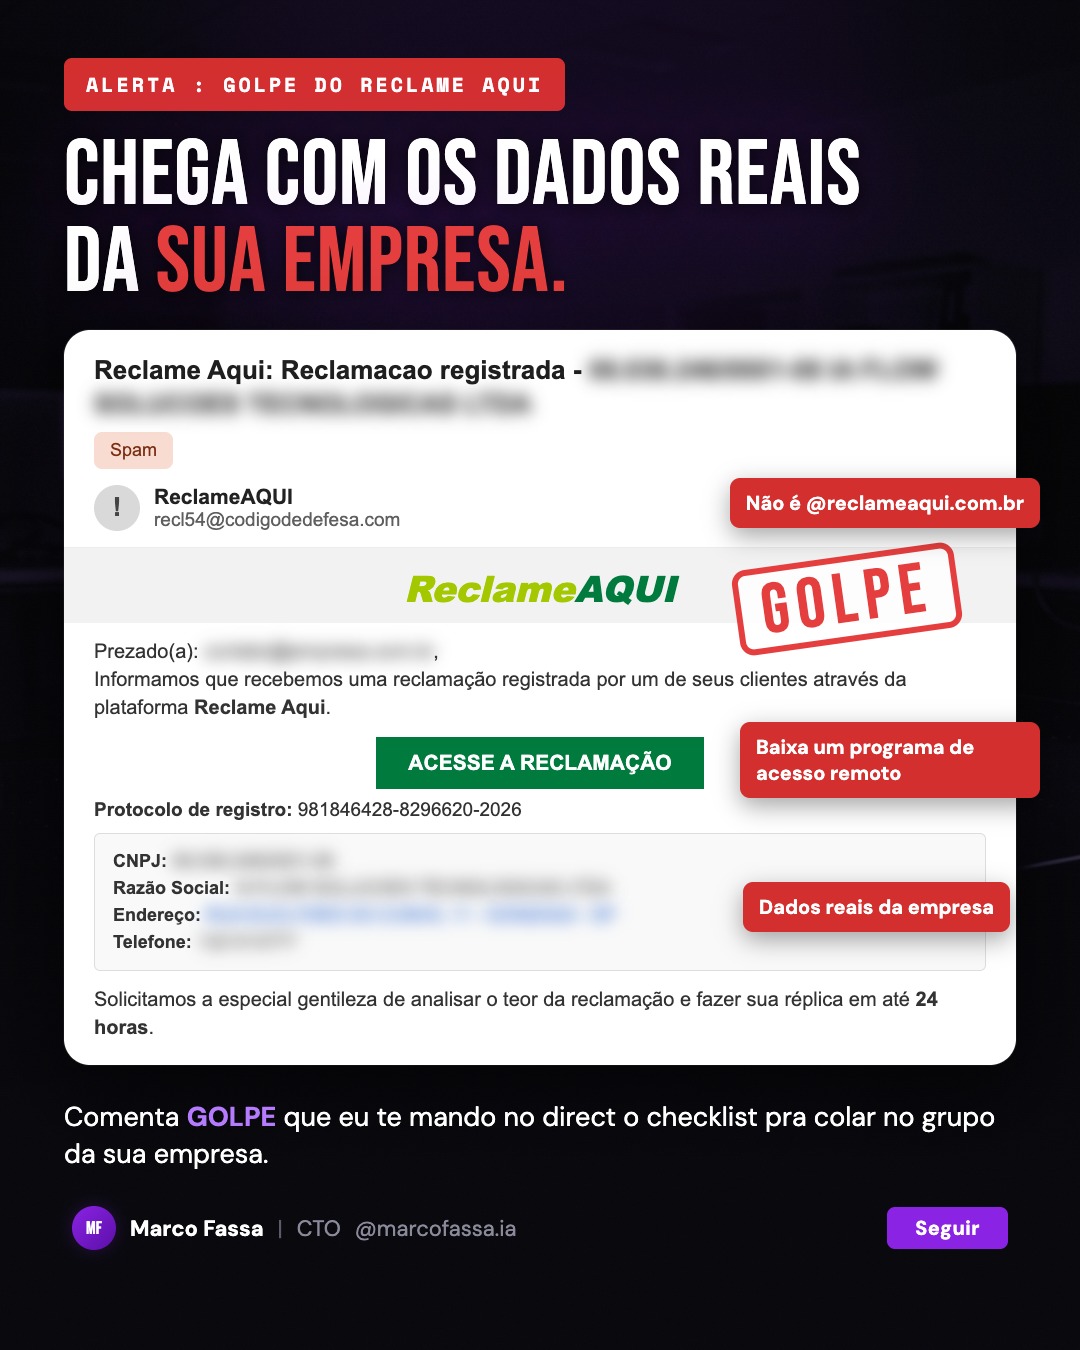 ALERTA : GOLPE DO RECLAME AQUI
CHEGA COM OS DADOS REAIS
DA SUA EMPRESA.
Reclame Aqui: Reclamacao registrada -
Spam
!
ReclameAQUI
recl54@codigodedefesa.com
Não é @reclameaqui.com.br
ReclameAQUI
GOLPE
Prezado(a): ,
Informamos que recebemos uma reclamação registrada por um de seus clientes através da
plataforma Reclame Aqui.
ACESSE A RECLAMAÇÃO
Baixa um programa de
acesso remoto
Protocolo de registro: 981846428-8296620-2026
CNPJ:
Razão Social:
Endereço:
Telefone:
Dados reais da empresa
Solicitamos a especial gentileza de analisar o teor da reclamação e fazer sua réplica em até 24
horas.
Comenta GOLPE que eu te mando no direct o checklist pra colar no grupo
da sua empresa.
MF Marco Fassa | CTO @marcofassa.ia
Seguir